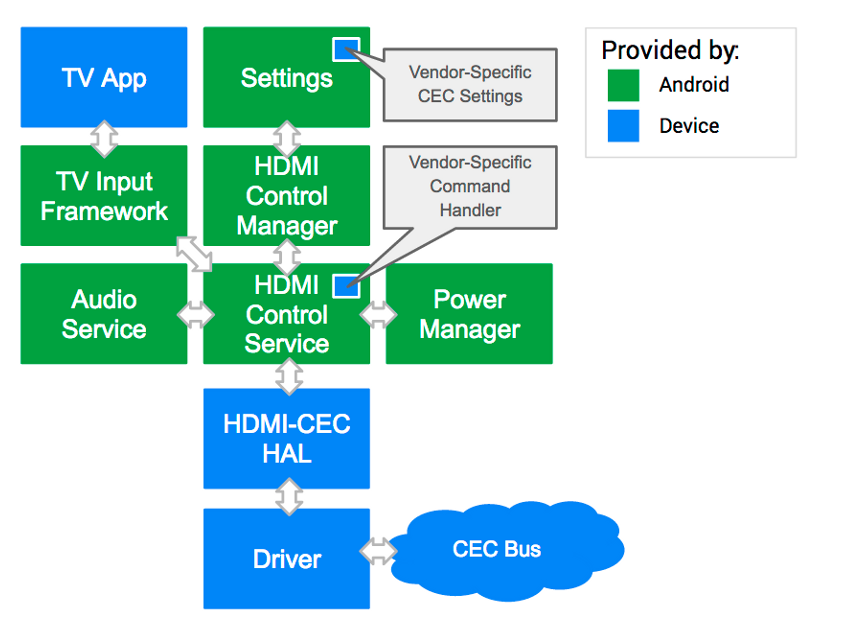 TV App
Settings
Vendor-Specific
CEC Settings
Provided by:
Android
Device
TV Input
Framework
HDMI
Control
Manager
Vendor-Specific
Command
Handler
Audio
Service
HDMI
Control
Service
Power
Manager
HDMI-CEC
HAL
Driver
CEC Bus